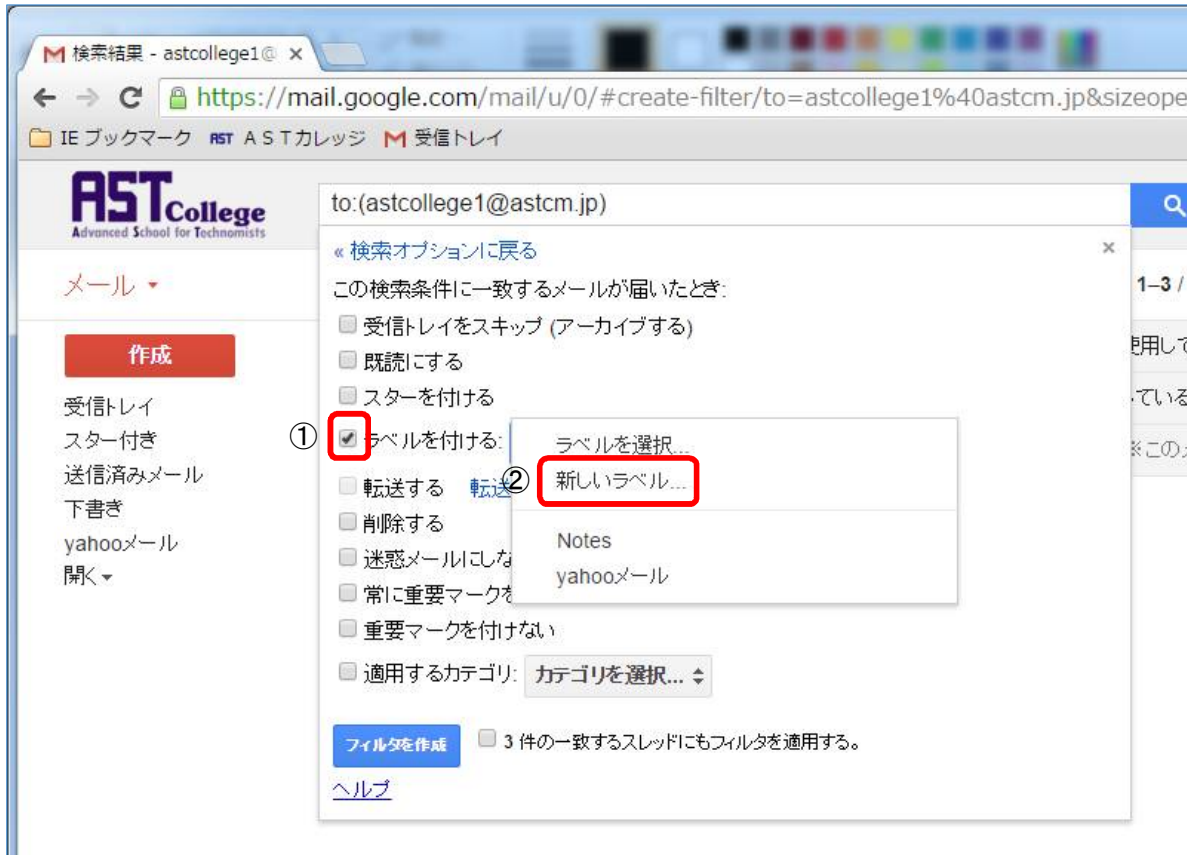 検索結果 - astcollege1@
https://mail.google.com/mail/u/0/#create-filter/to=astcollege1%40astcm.jp&sizeope
IE ブックマーク AST ASTカレッジ 受信トレイ
AST College
Advanced School for Technomists
to:(astcollege1@astcm.jp)
« 検索オプションに戻る ×
この検索条件に一致するメールが届いたとき:
メール
1–3 /
受信トレイをスキップ (アーカイブする)
作成
既読にする
使用して
スターを付ける
ている
受信トレイ
スター付き
送信済みメール
下書き
yahooメール
開く
① ラベルを付ける:
ラベルを選択...
※この
② 新しいラベル...
転送する 転送
削除する
Notes
迷惑メールにしな
yahooメール
常に重要マークを
重要マークを付けない
適用するカテゴリ: カテゴリを選択...
フィルタを作成 3 件の一致するスレッドにもフィルタを適用する。
ヘルプ